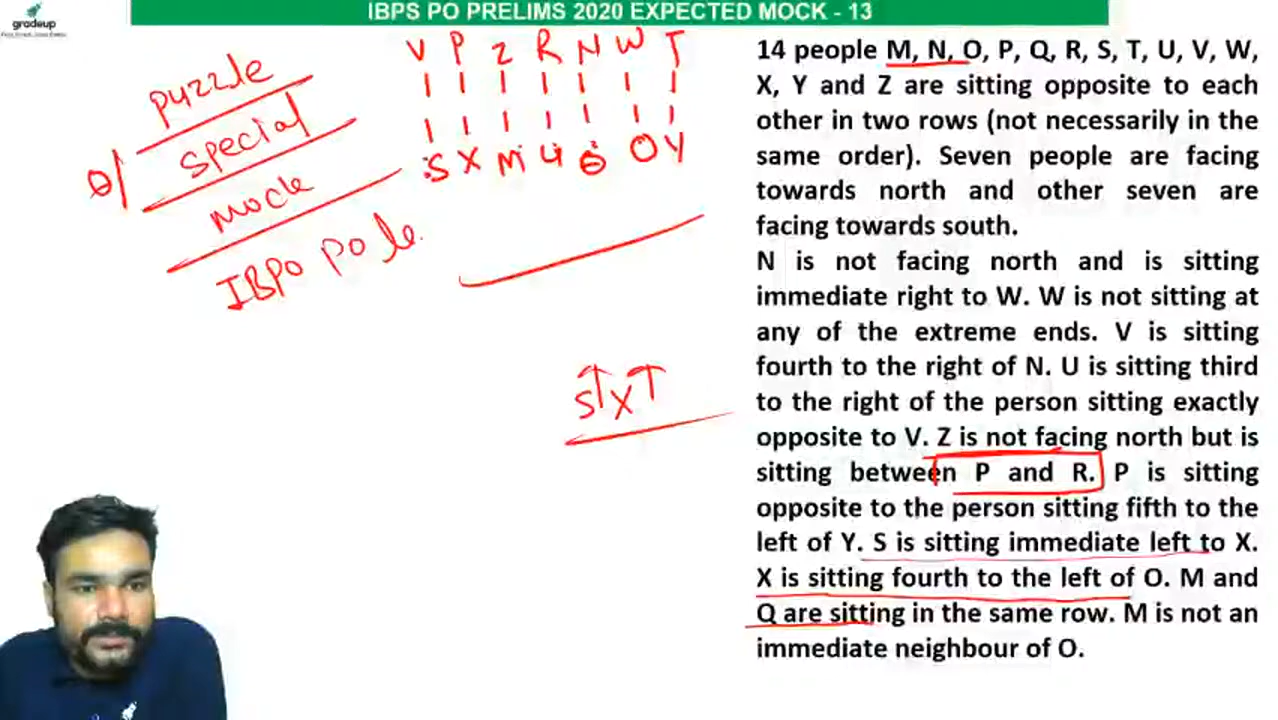 gradeup
IBPS PO PRELIMS 2020 EXPECTED MOCK - 13
puzzle
special
mock
V P Z R N W T
S X M U Q O Y
S X
14 people M, N, O, P, Q, R, S, T, U, V, W,
X, Y and Z are sitting opposite to each
other in two rows (not necessarily in the
same order). Seven people are facing
towards north and other seven are
facing towards south.
N is not facing north and is sitting
immediate right to W. W is not sitting at
any of the extreme ends. V is sitting
fourth to the right of N. U is sitting third
to the right of the person sitting exactly
opposite to V. Z is not facing north but is
sitting between P and R. P is sitting
opposite to the person sitting fifth to the
left of Y. S is sitting immediate left to X.
X is sitting fourth to the left of O. M and
Q are sitting in the same row. M is not an
immediate neighbour of O.